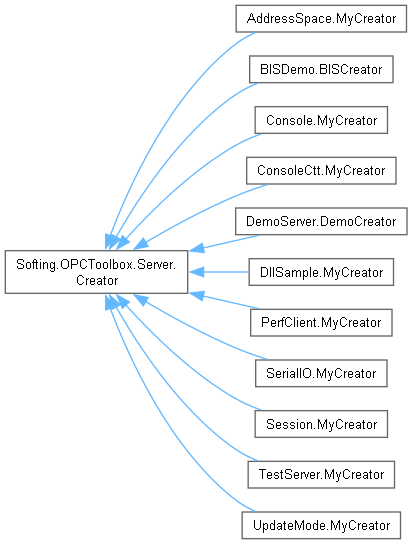 AddressSpace.MyCreator
BISDemo.BISCreator
Console.MyCreator
ConsoleCtt.MyCreator
DemoServer.DemoCreator
Softing.OPCToolbox.Server.
Creator
DllSample.MyCreator
PerfClient.MyCreator
SerialIO.MyCreator
Session.MyCreator
TestServer.MyCreator
UpdateMode.MyCreator